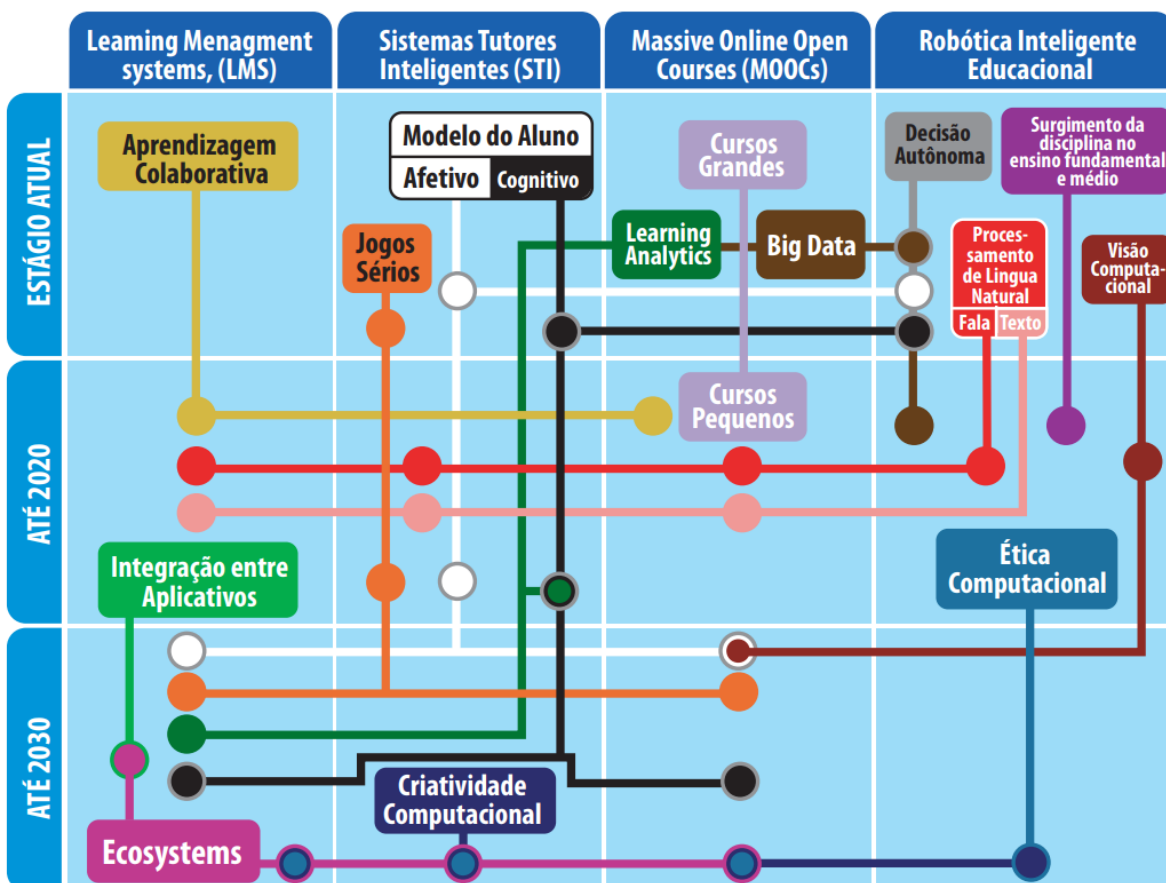 Leaming Menagment
systems, (LMS)
Sistemas Tutores
Inteligentes (STI)
Massive Online Open
Courses (MOOCs)
Robótica Inteligente
Educacional
ESTÁGIO ATUAL
Aprendizagem
Colaborativa
Modelo do Aluno
Afetivo
Cognitivo
Jogos
Sérios
Cursos
Grandes
Learning
Analytics
Big Data
Decisão
Autônoma
Surgimento da
disciplina no
ensino fundamental
e médio
Proces-
samento
de Lingua
Natural
Fala
Texto
Visão
Computa-
cional
ATÉ 2020
Cursos
Pequenos
Integração entre
Aplicativos
Ética
Computacional
ATÉ 2030
Criatividade
Computacional
Ecosystems